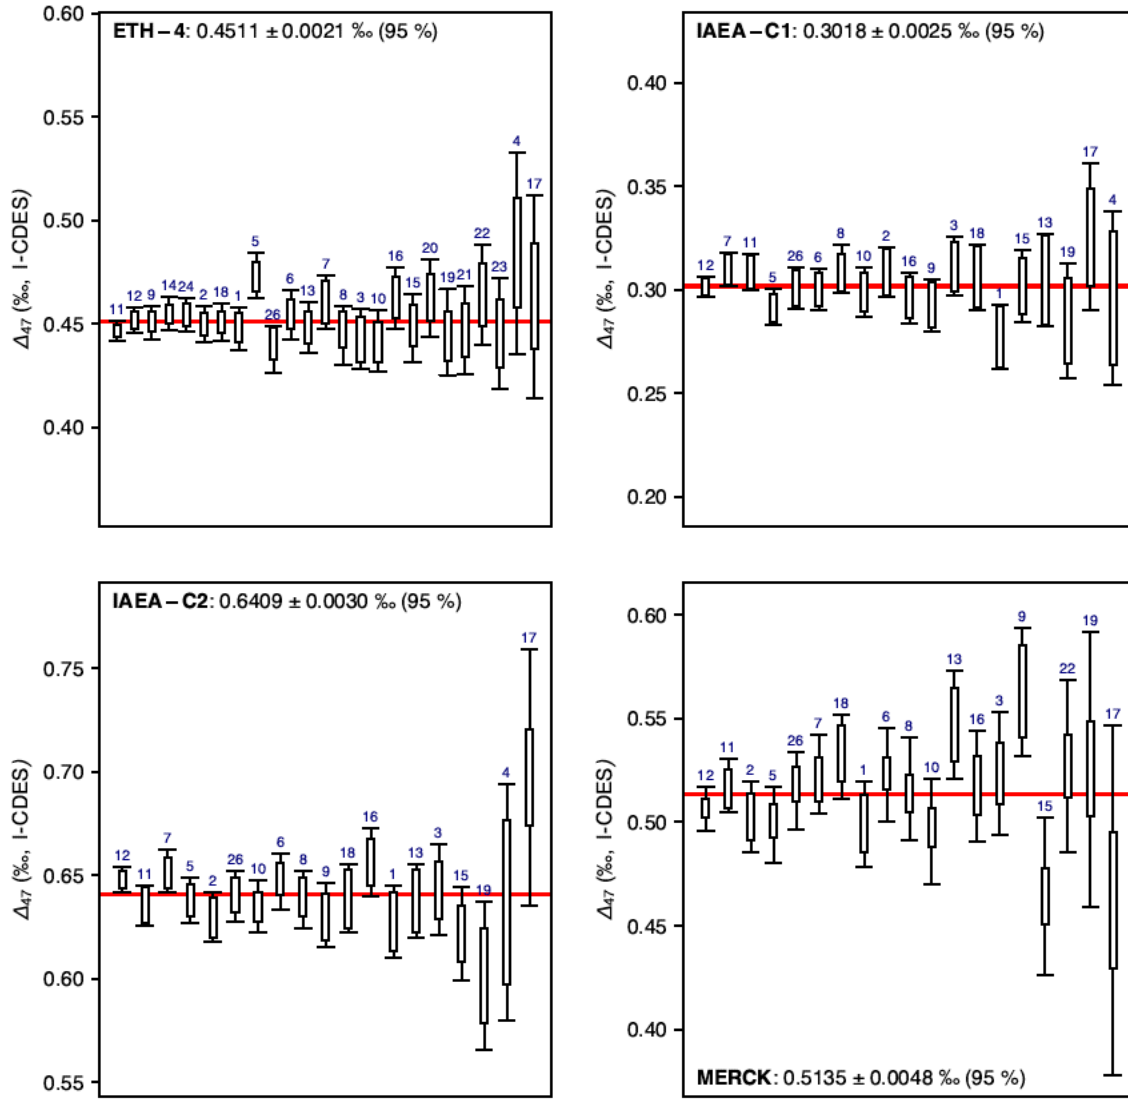 ETH – 4: 0.4511 ± 0.0021 ‰ (95 %)
0.60
0.55
0.50
0.45
0.40
Δ47 (‰, I-CDES)
11 12 9 14 24 2 18 1 5 26 6 13 7 8 3 10 16 15 20 19 21 22 23 4 17
IAEA – C1: 0.3018 ± 0.0025 ‰ (95 %)
0.40
0.35
0.30
0.25
0.20
Δ47 (‰, I-CDES)
12 7 11 5 26 6 8 10 2 16 9 3 18 1 15 13 19 17 4
IAEA – C2: 0.6409 ± 0.0030 ‰ (95 %)
0.75
0.70
0.65
0.60
0.55
Δ47 (‰, I-CDES)
12 11 7 5 2 26 10 6 8 9 18 16 1 13 3 15 19 4 17
0.60
0.55
0.50
0.45
0.40
Δ47 (‰, I-CDES)
12 11 2 5 26 7 18 1 6 8 10 13 16 3 9 15 22 19 17
MERCK: 0.5135 ± 0.0048 ‰ (95 %)